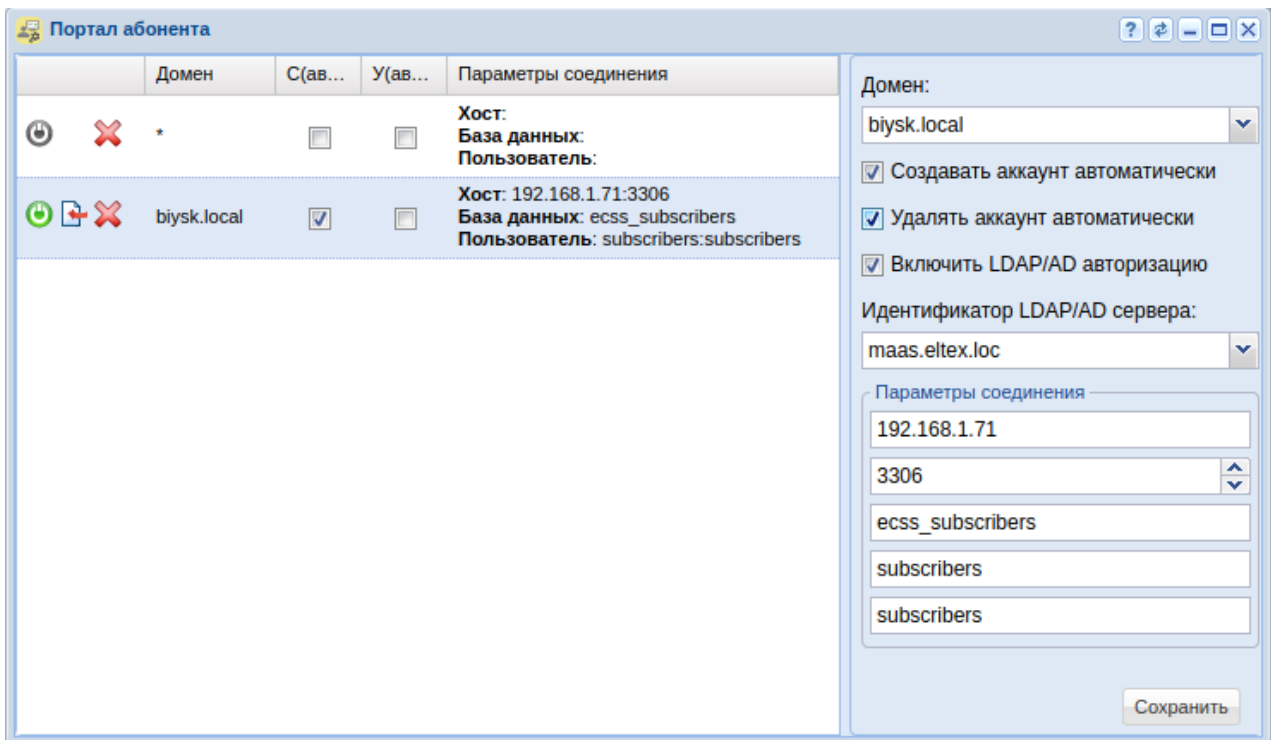 Портал абонента
Домен С(ав... У(ав... Параметры соединения
*
Хост:
База данных:
Пользователь:
biysk.local
Хост: 192.168.1.71:3306
База данных: ecss_subscribers
Пользователь: subscribers:subscribers
Домен:
biysk.local
Создавать аккаунт автоматически
Удалять аккаунт автоматически
Включить LDAP/AD авторизацию
Идентификатор LDAP/AD сервера:
maas.eltex.loc
Параметры соединения
192.168.1.71
3306
ecss_subscribers
subscribers
subscribers
Сохранить